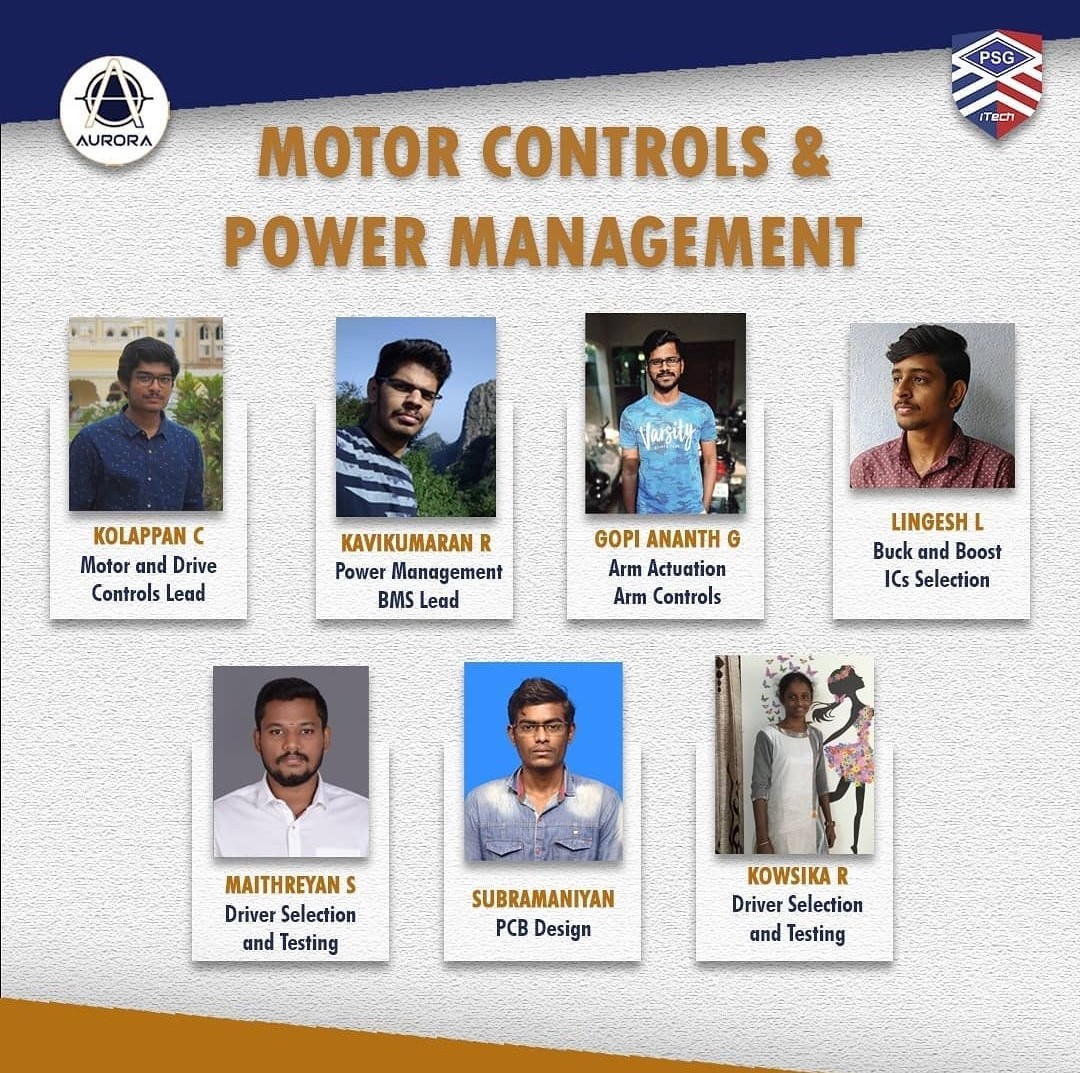 AURORA
PSG
iTech
MOTOR CONTROLS &
POWER MANAGEMENT
Varsity
KOLAPPAN C
Motor and Drive
Controls Lead
KAVIKUMARAN R
Power Management
BMS Lead
GOPI ANANTH G
Arm Actuation
Arm Controls
LINGESH L
Buck and Boost
ICs Selection
MAITHREYAN S
Driver Selection
and Testing
SUBRAMANIYAN
PCB Design
KOWSIKA R
Driver Selection
and Testing